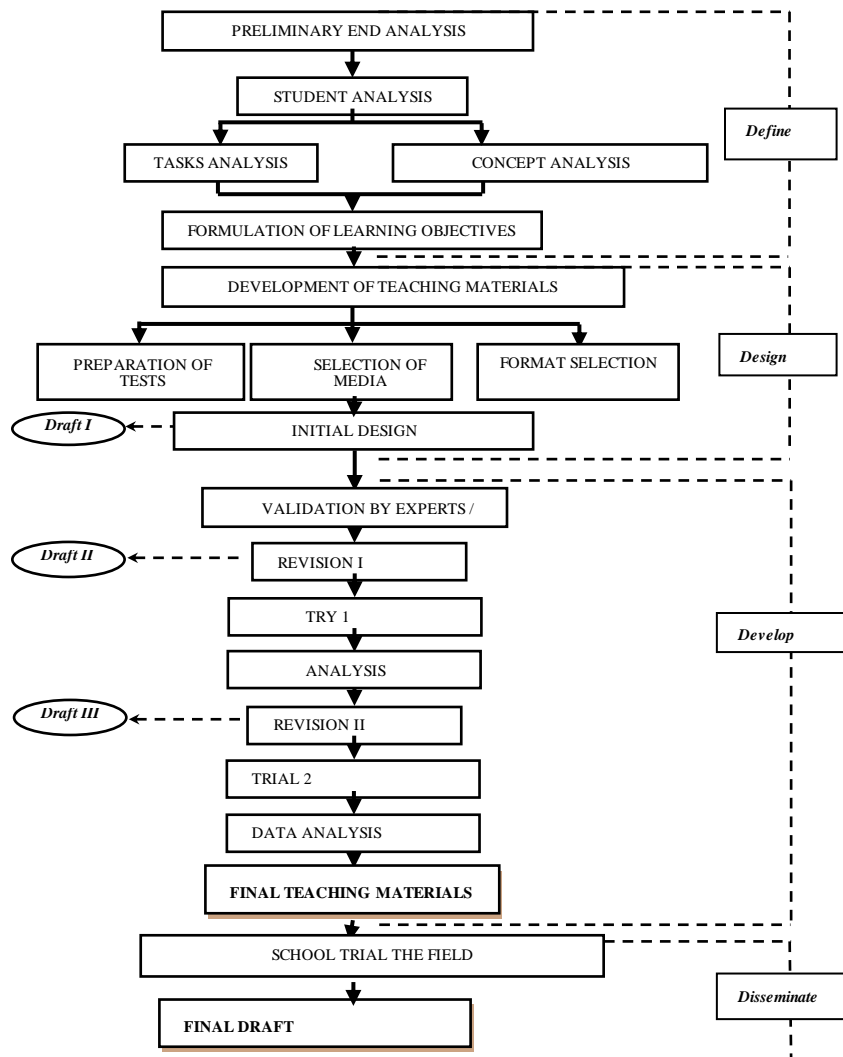 PRELIMINARY END ANALYSIS
STUDENT ANALYSIS
Define
TASKS ANALYSIS
CONCEPT ANALYSIS
FORMULATION OF LEARNING OBJECTIVES
DEVELOPMENT OF TEACHING MATERIALS
PREPARATION OF
TESTS
SELECTION OF
MEDIA
FORMAT SELECTION
Design
Draft I
INITIAL DESIGN
VALIDATION BY EXPERTS /
Draft II
REVISION I
TRY 1
Develop
ANALYSIS
Draft III
REVISION II
TRIAL 2
DATA ANALYSIS
FINAL TEACHING MATERIALS
SCHOOL TRIAL THE FIELD
Disseminate
FINAL DRAFT